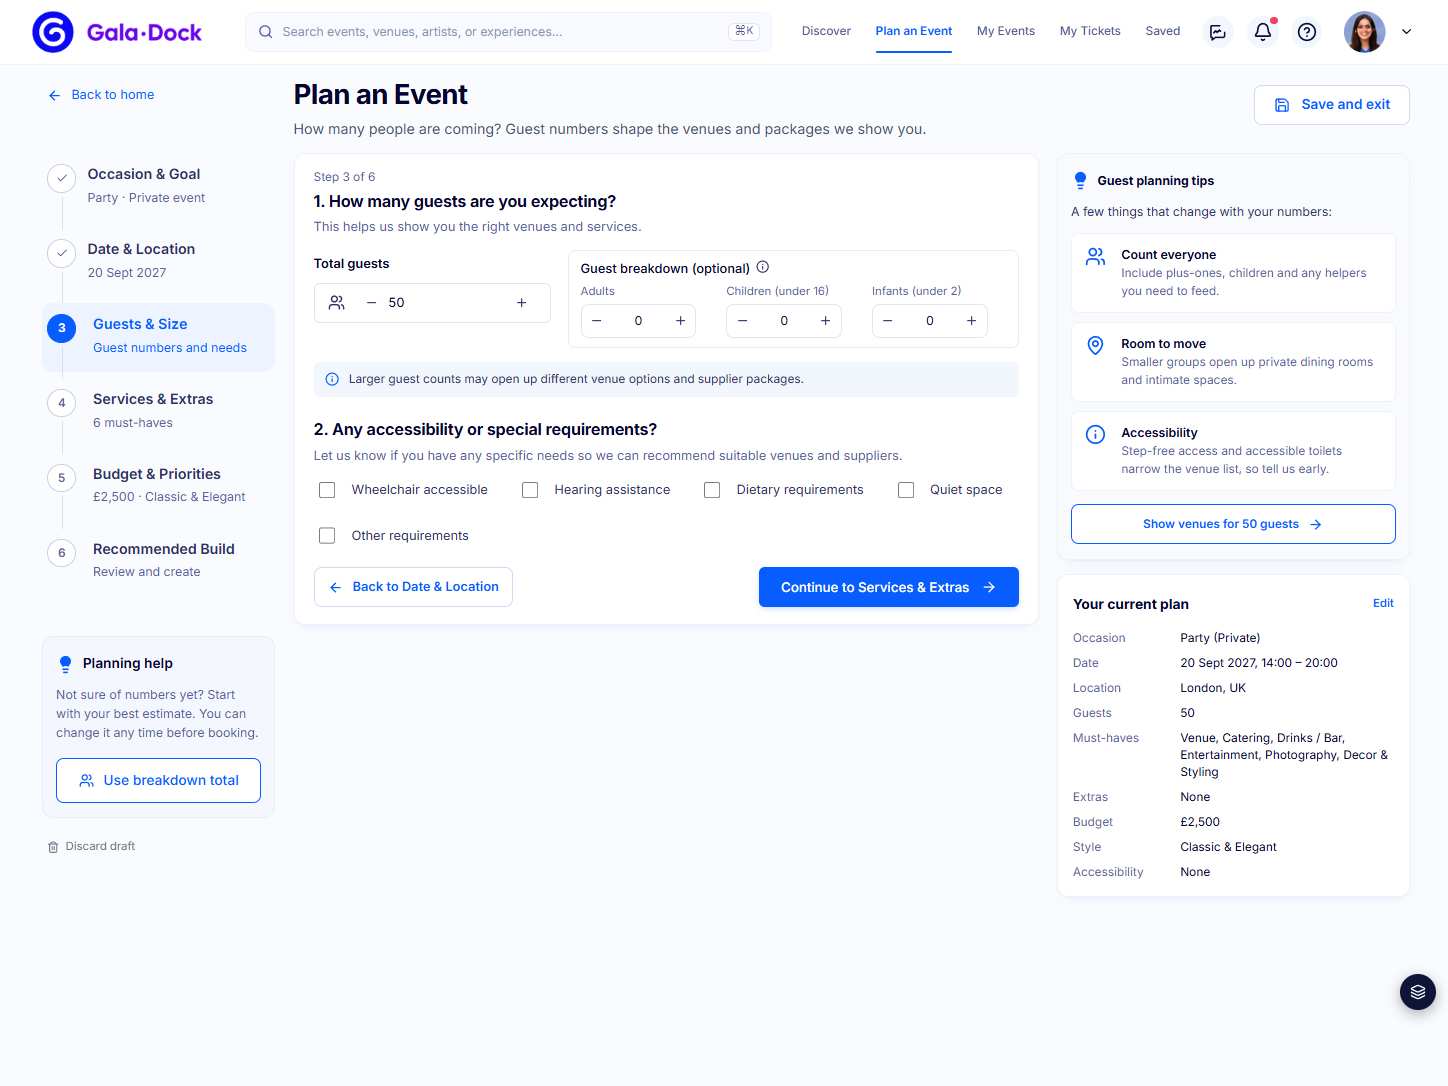 Gala·Dock
Search events, venues, artists, or experiences...
⌘K
Discover
Plan an Event
My Events
My Tickets
Saved
Back to home
Plan an Event
How many people are coming? Guest numbers shape the venues and packages we show you.
Save and exit
Occasion & Goal
Party · Private event
Date & Location
20 Sept 2027
3
Guests & Size
Guest numbers and needs
4
Services & Extras
6 must-haves
5
Budget & Priorities
£2,500 · Classic & Elegant
6
Recommended Build
Review and create
Planning help
Not sure of numbers yet? Start
with your best estimate. You can
change it any time before booking.
Use breakdown total
Discard draft
Step 3 of 6
1. How many guests are you expecting?
This helps us show you the right venues and services.
Total guests
50
Guest breakdown (optional)
Adults
Children (under 16)
Infants (under 2)
0
0
0
Larger guest counts may open up different venue options and supplier packages.
2. Any accessibility or special requirements?
Let us know if you have any specific needs so we can recommend suitable venues and suppliers.
Wheelchair accessible
Hearing assistance
Dietary requirements
Quiet space
Other requirements
Back to Date & Location
Continue to Services & Extras
Guest planning tips
A few things that change with your numbers:
Count everyone
Include plus-ones, children and any helpers
you need to feed.
Room to move
Smaller groups open up private dining rooms
and intimate spaces.
Accessibility
Step-free access and accessible toilets
narrow the venue list, so tell us early.
Show venues for 50 guests
Your current plan
Edit
Occasion
Party (Private)
Date
20 Sept 2027, 14:00 – 20:00
Location
London, UK
Guests
50
Must-haves
Venue, Catering, Drinks / Bar,
Entertainment, Photography, Decor &
Styling
Extras
None
Budget
£2,500
Style
Classic & Elegant
Accessibility
None